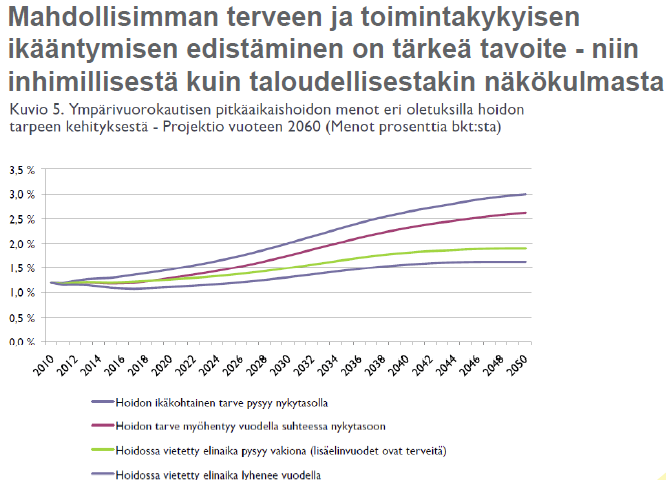 Mahdollisimman terveen ja toimintakykyisen
ikääntymisen edistäminen on tärkeä tavoite - niin
inhimillisestä kuin taloudellisestakin näkökulmasta
Kuvio 5. Ympärivuorokautisen pitkäaikaishoidon menot eri oletuksilla hoidon
tarpeen kehityksestä - Projektio vuoteen 2060 (Menot prosenttia bkt:sta)
3,5 %
3,0 %
2,5 %
2,0 %
1,5 %
1,0 %
0,5 %
0,0 %
2010 2012 2014 2016 2018 2020 2022 2024 2026 2028 2030 2032 2034 2036 2038 2040 2042 2044 2046 2048 2050
Hoidon ikäkohtainen tarve pysyy nykytasolla
Hoidon tarve myöhentyy vuodella suhteessa nykytasoon
Hoidossa vietetty elinaika pysyy vakiona (lisäelinvuodet ovat terveitä)
Hoidossa vietetty elinaika lyhenee vuodella